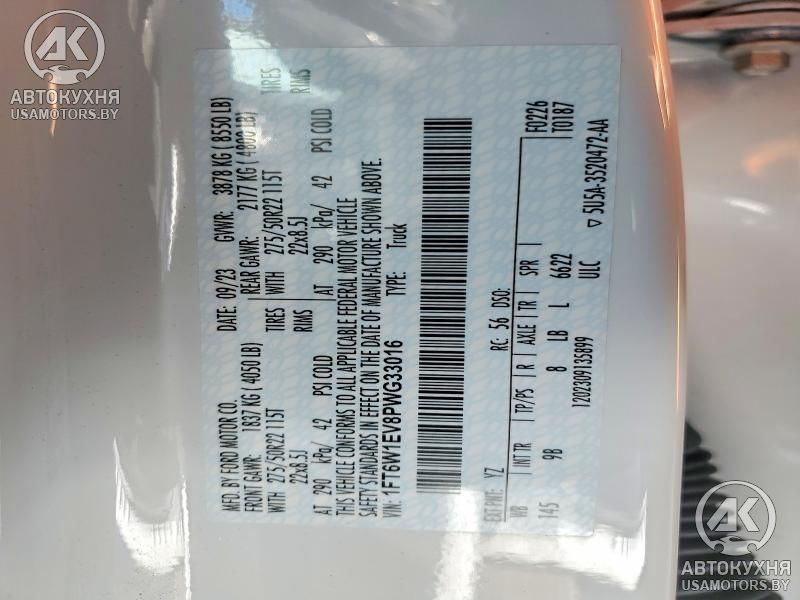 AK
АВТОКУХНЯ
USAMOTORS.BY
MFD. BY FORD MOTOR CO. DATE: 09/23 GVWR: 3878 KG ( 8550 LB)
FRONT GAWR: 1837 KG ( 4050 LB) REAR GAWR: 2177 KG ( 4800 LB)
WITH 275/50R22 115T TIRES WITH 275/50R22 115T TIRES
22x8.5J RIMS 22x8.5J RIMS
AT 290 kPa/ 42 PSI COLD AT 290 kPa/ 42 PSI COLD
THIS VEHICLE CONFORMS TO ALL APPLICABLE FEDERAL MOTOR VEHICLE
SAFETY STANDARDS IN EFFECT ON THE DATE OF MANUFACTURE SHOWN ABOVE.
VIN: 1FT6W1EV8PWG33016 TYPE: Truck
F0226
T0187
EXT PNT: YZ RC: 56 DSO:
WB INT TR TP/PS R AXLE TR SPR
145 9B 8 LB L 6622
ULC
1202309135899 5U5A-3520472-AA
AK
АВТОКУХНЯ
USAMOTORS.BY